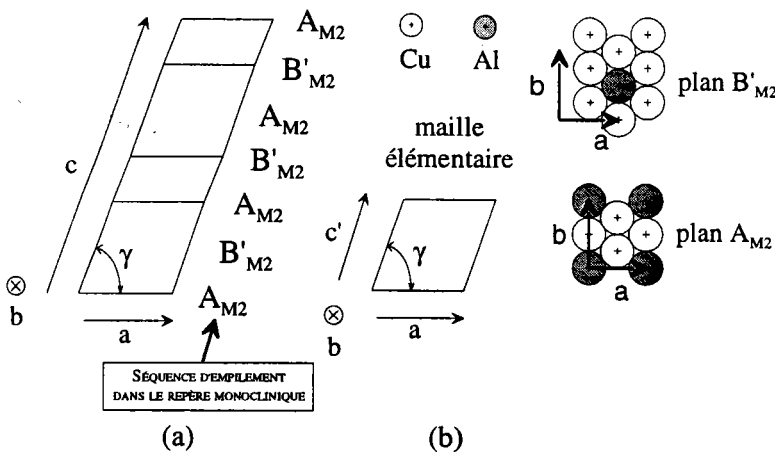 A_M2
B'_M2
A_M2
B'_M2
A_M2
B'_M2
A_M2
c
γ
b
a
SÉQUENCE D'EMPILEMENT
DANS LE REPÈRE MONOCLINIQUE
(a)
Cu Al
maille
élémentaire
c'
γ
b
a
(b)
b
a
plan B'_M2
b
a
plan A_M2